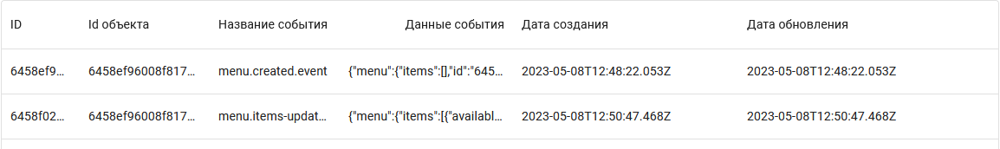 ID Id объекта Название события Данные события Дата создания Дата обновления
6458ef9... 6458ef96008f817... menu.created.event {"menu":{"items":[],"id":"645... 2023-05-08T12:48:22.053Z 2023-05-08T12:48:22.053Z
6458f02... 6458ef96008f817... menu.items-updat... {"menu":{"items":[{"availabl... 2023-05-08T12:50:47.468Z 2023-05-08T12:50:47.468Z